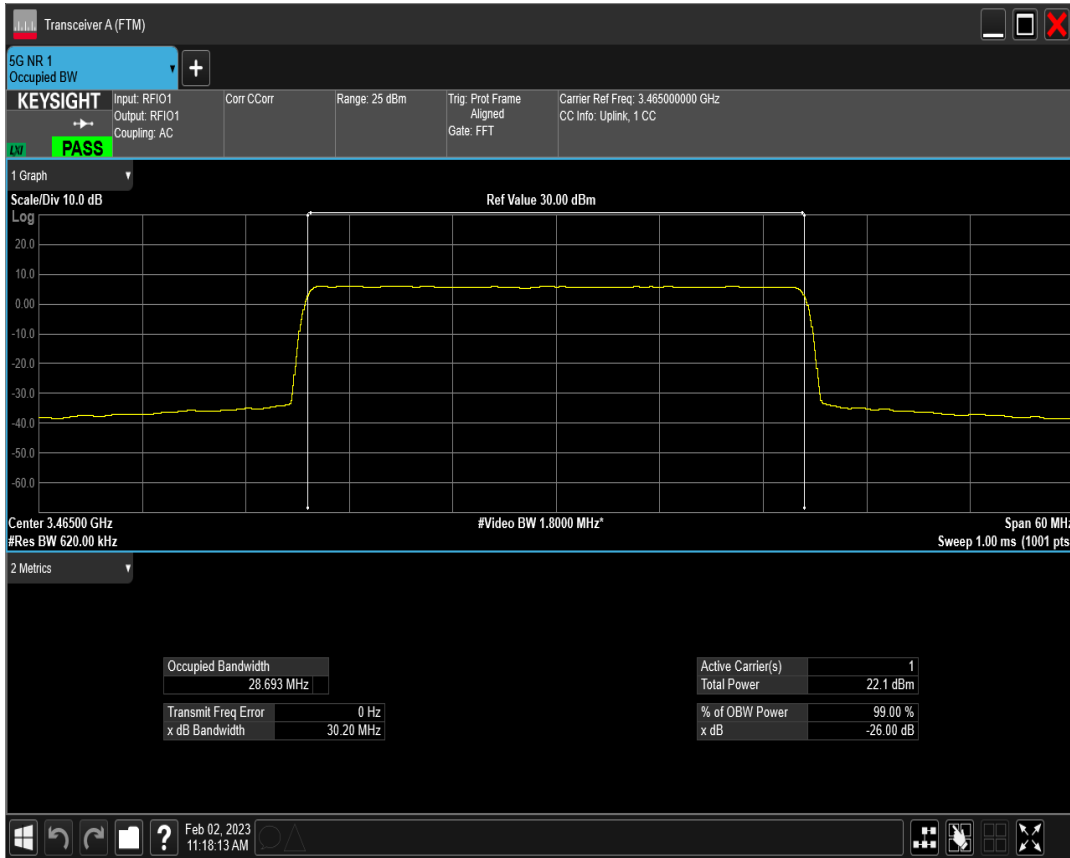 Transceiver A (FTM)
5G NR 1
Occupied BW
+
KEYSIGHT
LXI
PASS
Input: RFIO1
Output: RFIO1
Coupling: AC
Corr CCorr
Range: 25 dBm
Trig: Prot Frame
Aligned
Gate: FFT
Carrier Ref Freq: 3.465000000 GHz
CC Info: Uplink, 1 CC
1 Graph
Scale/Div 10.0 dB
Ref Value 30.00 dBm
Log
20.0
10.0
0.00
-10.0
-20.0
-30.0
-40.0
-50.0
-60.0
Center 3.46500 GHz
#Video BW 1.8000 MHz*
Span 60 MHz
#Res BW 620.00 kHz
Sweep 1.00 ms (1001 pts
2 Metrics
Occupied Bandwidth
28.693 MHz
Transmit Freq Error 0 Hz
x dB Bandwidth 30.20 MHz
Active Carrier(s) 1
Total Power 22.1 dBm
% of OBW Power 99.00 %
x dB -26.00 dB
?
Feb 02, 2023
11:18:13 AM